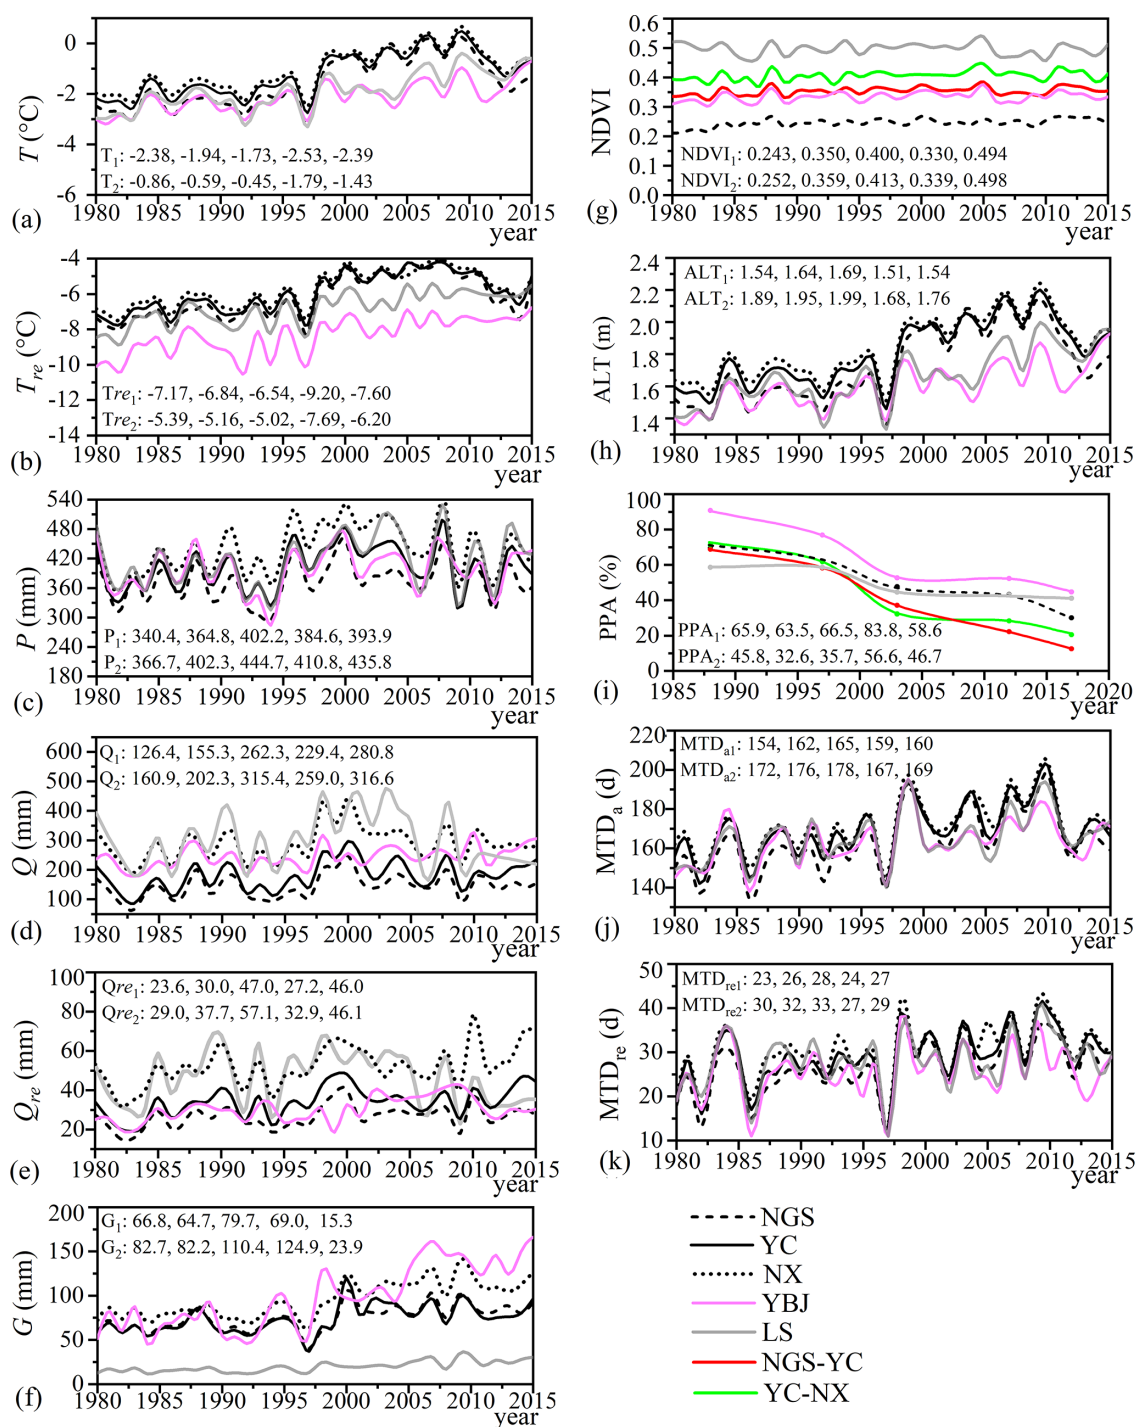 T (°C)
0
-2
-4
-6
T1: -2.38, -1.94, -1.73, -2.53, -2.39
T2: -0.86, -0.59, -0.45, -1.79, -1.43
1980 1985 1990 1995 2000 2005 2010 2015
(a)
year
Tre (°C)
-4
-6
-8
-10
-12
-14
Tre1: -7.17, -6.84, -6.54, -9.20, -7.60
Tre2: -5.39, -5.16, -5.02, -7.69, -6.20
1980 1985 1990 1995 2000 2005 2010 2015
(b)
year
P (mm)
540
480
420
360
300
240
180
P1: 340.4, 364.8, 402.2, 384.6, 393.9
P2: 366.7, 402.3, 444.7, 410.8, 435.8
1980 1985 1990 1995 2000 2005 2010 2015
(c)
year
Q (mm)
600
500
400
300
200
100
Q1: 126.4, 155.3, 262.3, 229.4, 280.8
Q2: 160.9, 202.3, 315.4, 259.0, 316.6
1980 1985 1990 1995 2000 2005 2010 2015
(d)
year
Qre (mm)
100
80
60
40
20
Qre1: 23.6, 30.0, 47.0, 27.2, 46.0
Qre2: 29.0, 37.7, 57.1, 32.9, 46.1
1980 1985 1990 1995 2000 2005 2010 2015
(e)
year
G (mm)
200
150
100
50
0
G1: 66.8, 64.7, 79.7, 69.0, 15.3
G2: 82.7, 82.2, 110.4, 124.9, 23.9
1980 1985 1990 1995 2000 2005 2010 2015
(f)
year
NDVI
0.6
0.5
0.4
0.3
0.2
0.1
0.0
NDVI1: 0.243, 0.350, 0.400, 0.330, 0.494
NDVI2: 0.252, 0.359, 0.413, 0.339, 0.498
1980 1985 1990 1995 2000 2005 2010 2015
(g)
year
ALT (m)
2.4
2.2
2.0
1.8
1.6
1.4
ALT1: 1.54, 1.64, 1.69, 1.51, 1.54
ALT2: 1.89, 1.95, 1.99, 1.68, 1.76
1980 1985 1990 1995 2000 2005 2010 2015
(h)
year
PPA (%)
100
80
60
40
20
0
PPA1: 65.9, 63.5, 66.5, 83.8, 58.6
PPA2: 45.8, 32.6, 35.7, 56.6, 46.7
1985 1990 1995 2000 2005 2010 2015 2020
(i)
year
MTDa (d)
220
200
180
160
140
MTDa1: 154, 162, 165, 159, 160
MTDa2: 172, 176, 178, 167, 169
1980 1985 1990 1995 2000 2005 2010 2015
(j)
year
MTDre (d)
50
40
30
20
10
MTDre1: 23, 26, 28, 24, 27
MTDre2: 30, 32, 33, 27, 29
1980 1985 1990 1995 2000 2005 2010 2015
(k)
year
NGS
YC
NX
YBJ
LS
NGS-YC
YC-NX